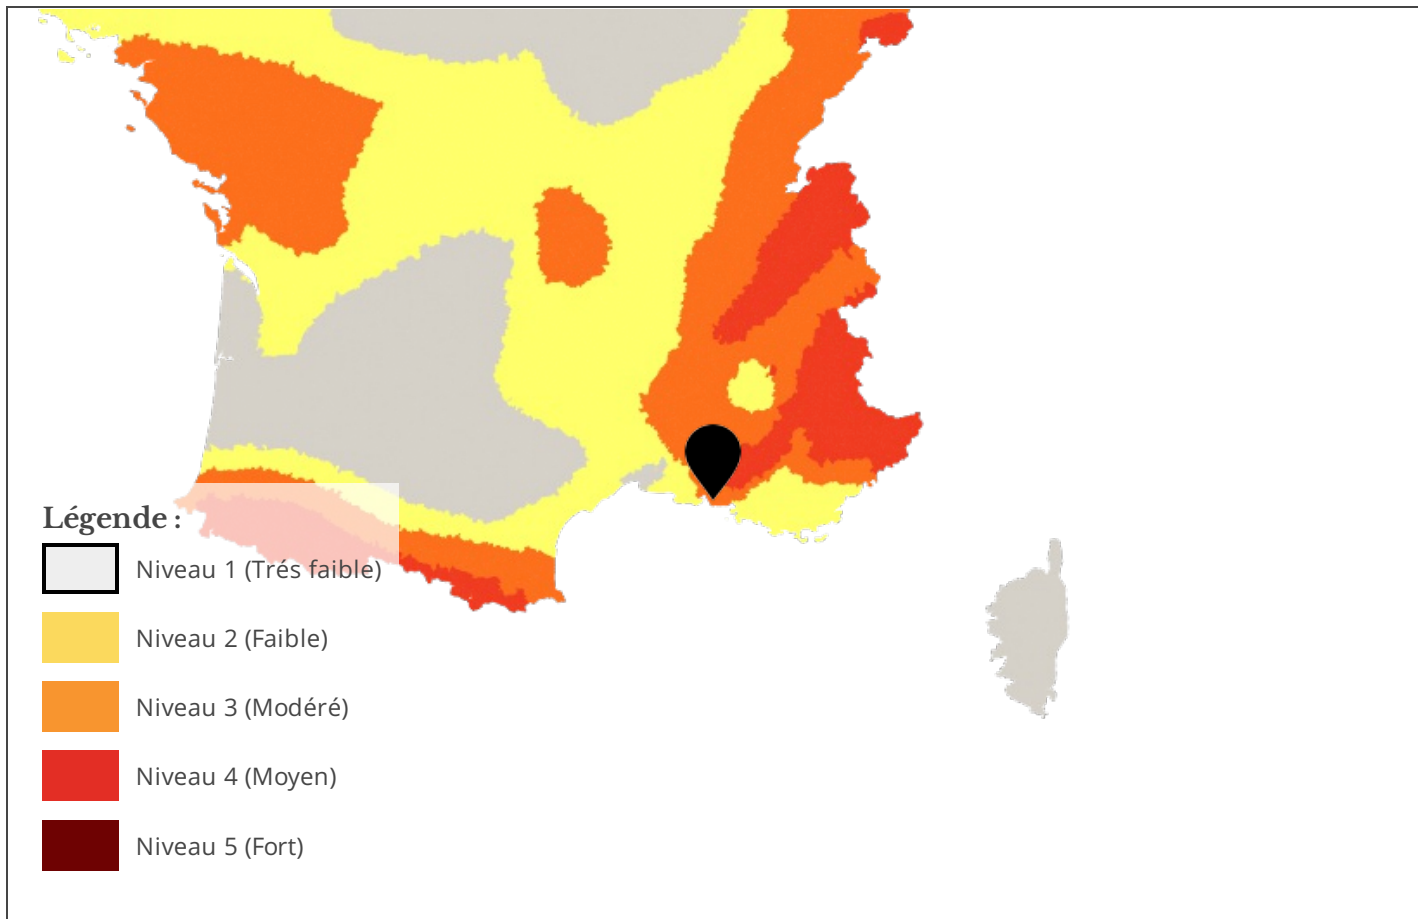 Légende :
Niveau 1 (Trés faible)
Niveau 2 (Faible)
Niveau 3 (Modéré)
Niveau 4 (Moyen)
Niveau 5 (Fort)